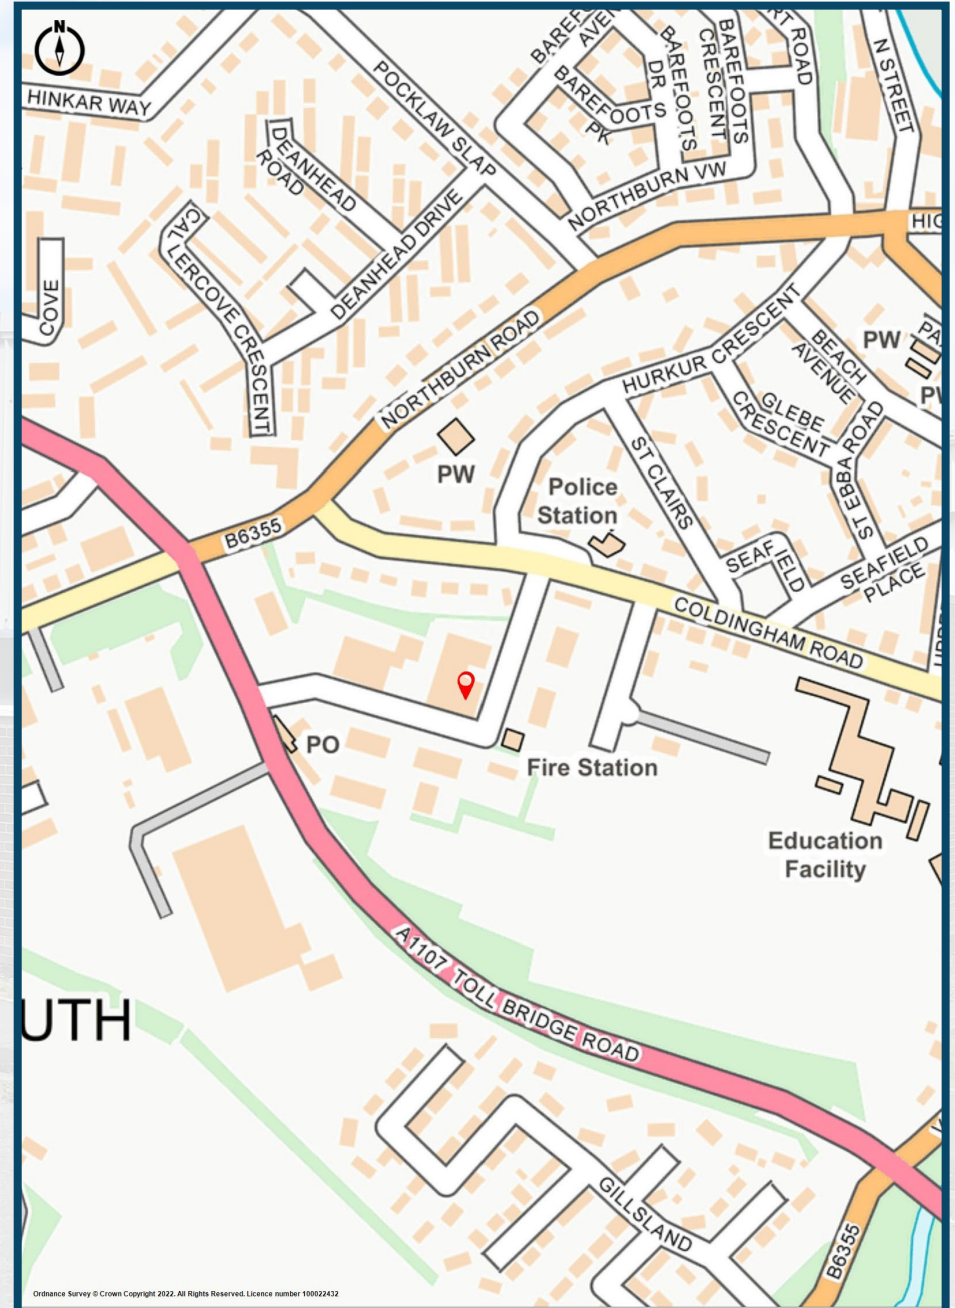 N
HINKAR WAY
POCKLAW SLAP
BAREFOOTS
PK
BAREFOOTS
DR
BAREFOOTS
CRESCENT
ROAD
N STREET
NORTHBURN VW
DEANHEAD
ROAD
DEANHEAD DRIVE
CALLERCOVE CRESCENT
COVE
NORTHBURN ROAD
HURKUR CRESCENT
BEACH
AVENUE
PW
GLEBE
CRESCENT
ST EBBA ROAD
ST CLAIRS
PW
Police
Station
B6355
SEAFIELD
SEAFIELD
PLACE
COLDINGHAM ROAD
PO
Fire Station
Education
Facility
A1107 TOLL BRIDGE ROAD
UTH
GILLSLAND
B6355
Ordnance Survey © Crown Copyright 2022. All Rights Reserved. Licence number 100022432